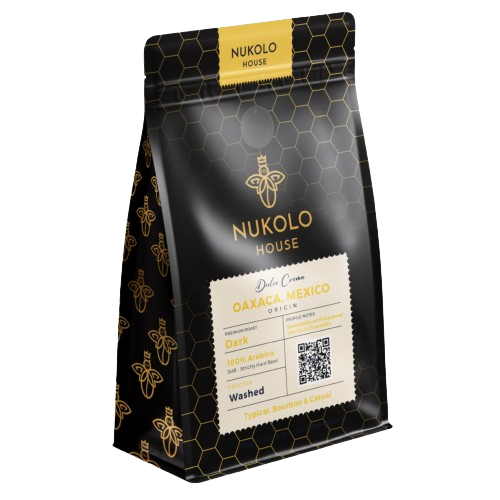 NUKOLO
HOUSE
NUKOLO
HOUSE
Dulce Crema
OAXACA, MEXICO
ORIGIN
PREMIUM ROAST
Dark
PROFILE NOTES
100% Arabica
SHB - Strictly Hard Bean
PROCESS
Washed
Typical, Bourbon & Catuai